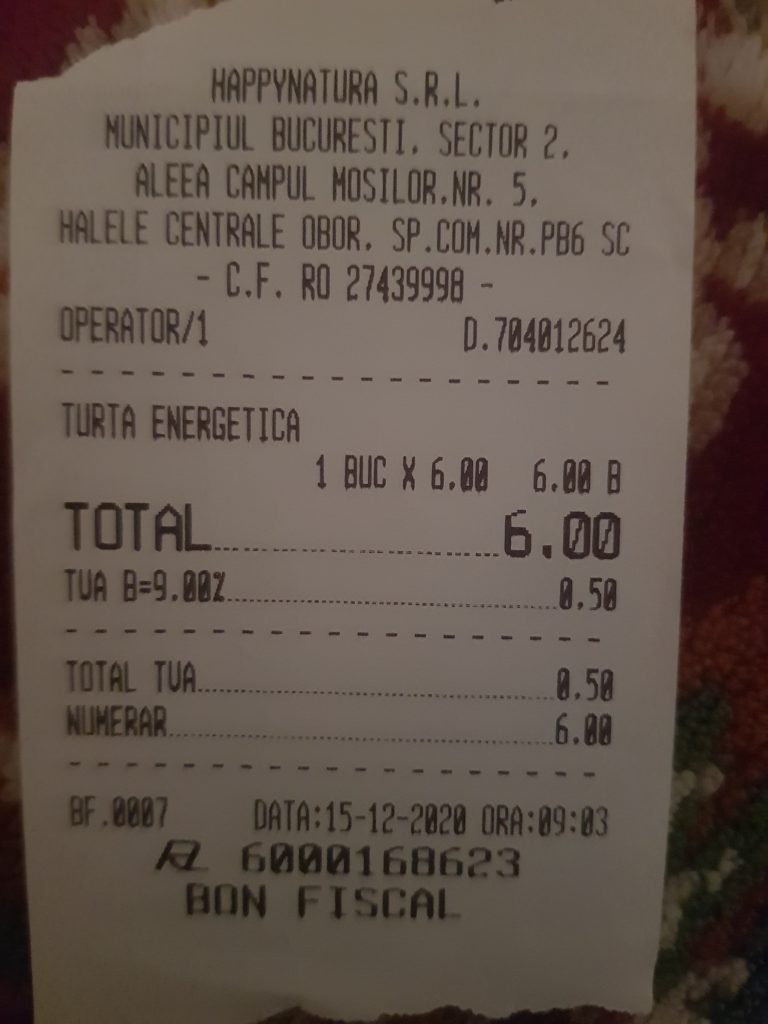 HAPPYNATURA S.R.L.
MUNICIPIUL BUCURESTI. SECTOR 2.
ALEEA CAMPUL MOSILOR.NR. 5.
HALELE CENTRALE OBOR. SP.COM.NR.PB6 SC
- C.F. RO 27439998 -
OPERATOR/1 D.704012624
TURTA ENERGETICA
1 BUC X 6.00 6.00 B
TOTAL 6.00
TVA B=9.00% 0.50
TOTAL TVA 0.50
NUMERAR 6.00
BF.0007 DATA:15-12-2020 ORA:09:03
6000168623
BON FISCAL